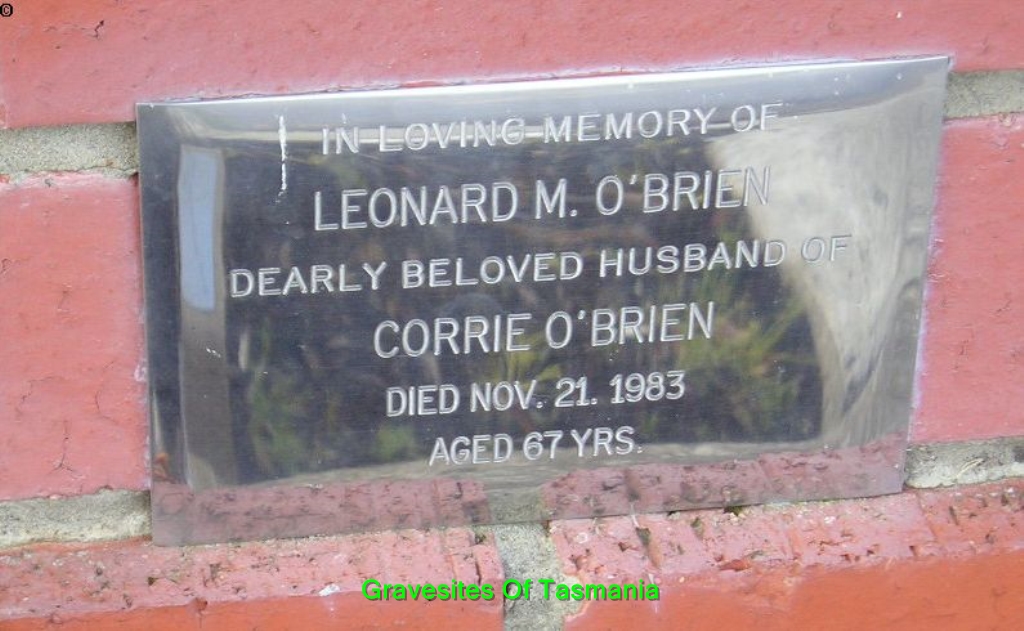 ©
IN LOVING MEMORY OF
LEONARD M. O'BRIEN
DEARLY BELOVED HUSBAND OF
CORRIE O'BRIEN
DIED NOV. 21. 1983
AGED 67 YRS.
Gravesites Of Tasmania